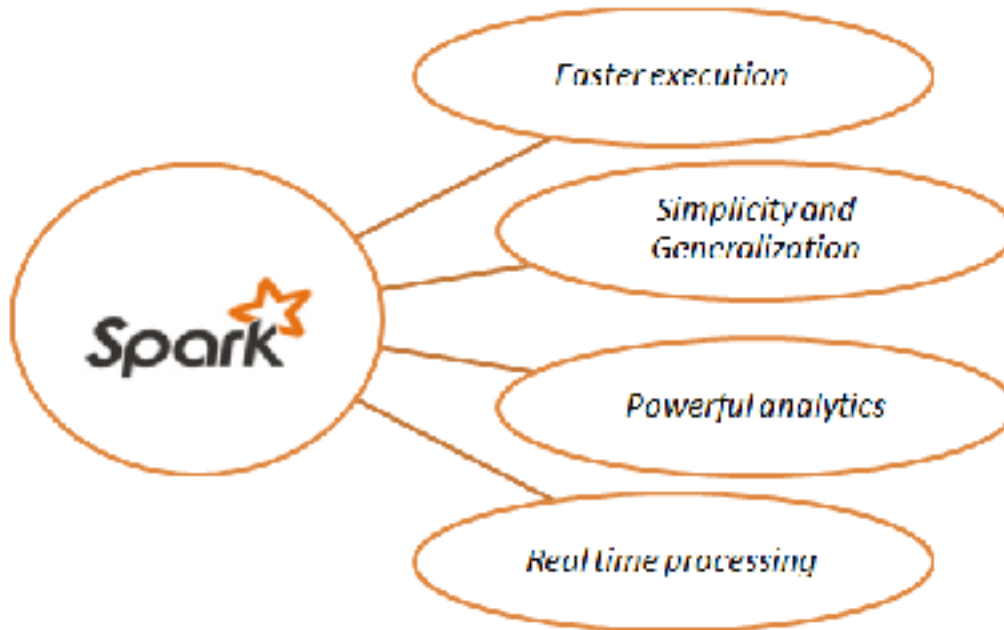 Faster execution
Simplicity and
Generalization
Spark
Powerful analytics
Real time processing